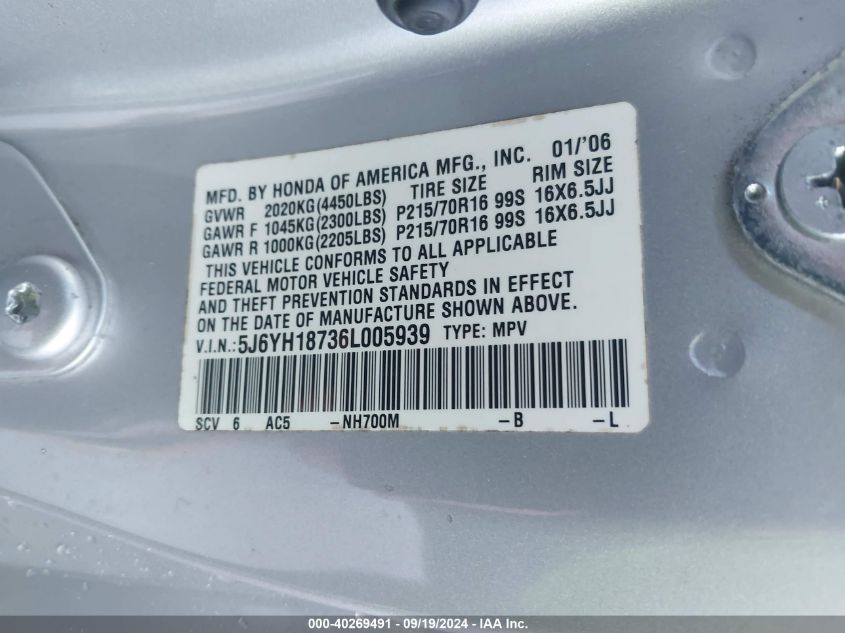 MFD. BY HONDA OF AMERICA MFG., INC. 01/'06
GVWR 2020KG(4450LBS) TIRE SIZE RIM SIZE
GAWR F 1045KG(2300LBS) P215/70R16 99S 16X6.5JJ
GAWR R 1000KG(2205LBS) P215/70R16 99S 16X6.5JJ
THIS VEHICLE CONFORMS TO ALL APPLICABLE
FEDERAL MOTOR VEHICLE SAFETY
AND THEFT PREVENTION STANDARDS IN EFFECT
ON THE DATE OF MANUFACTURE SHOWN ABOVE.
V.I.N.: 5J6YH18736L005939 TYPE: MPV
SCV 6 AC5 -NH700M -B -L
000-40269491 - 09/19/2024 - IAA Inc.